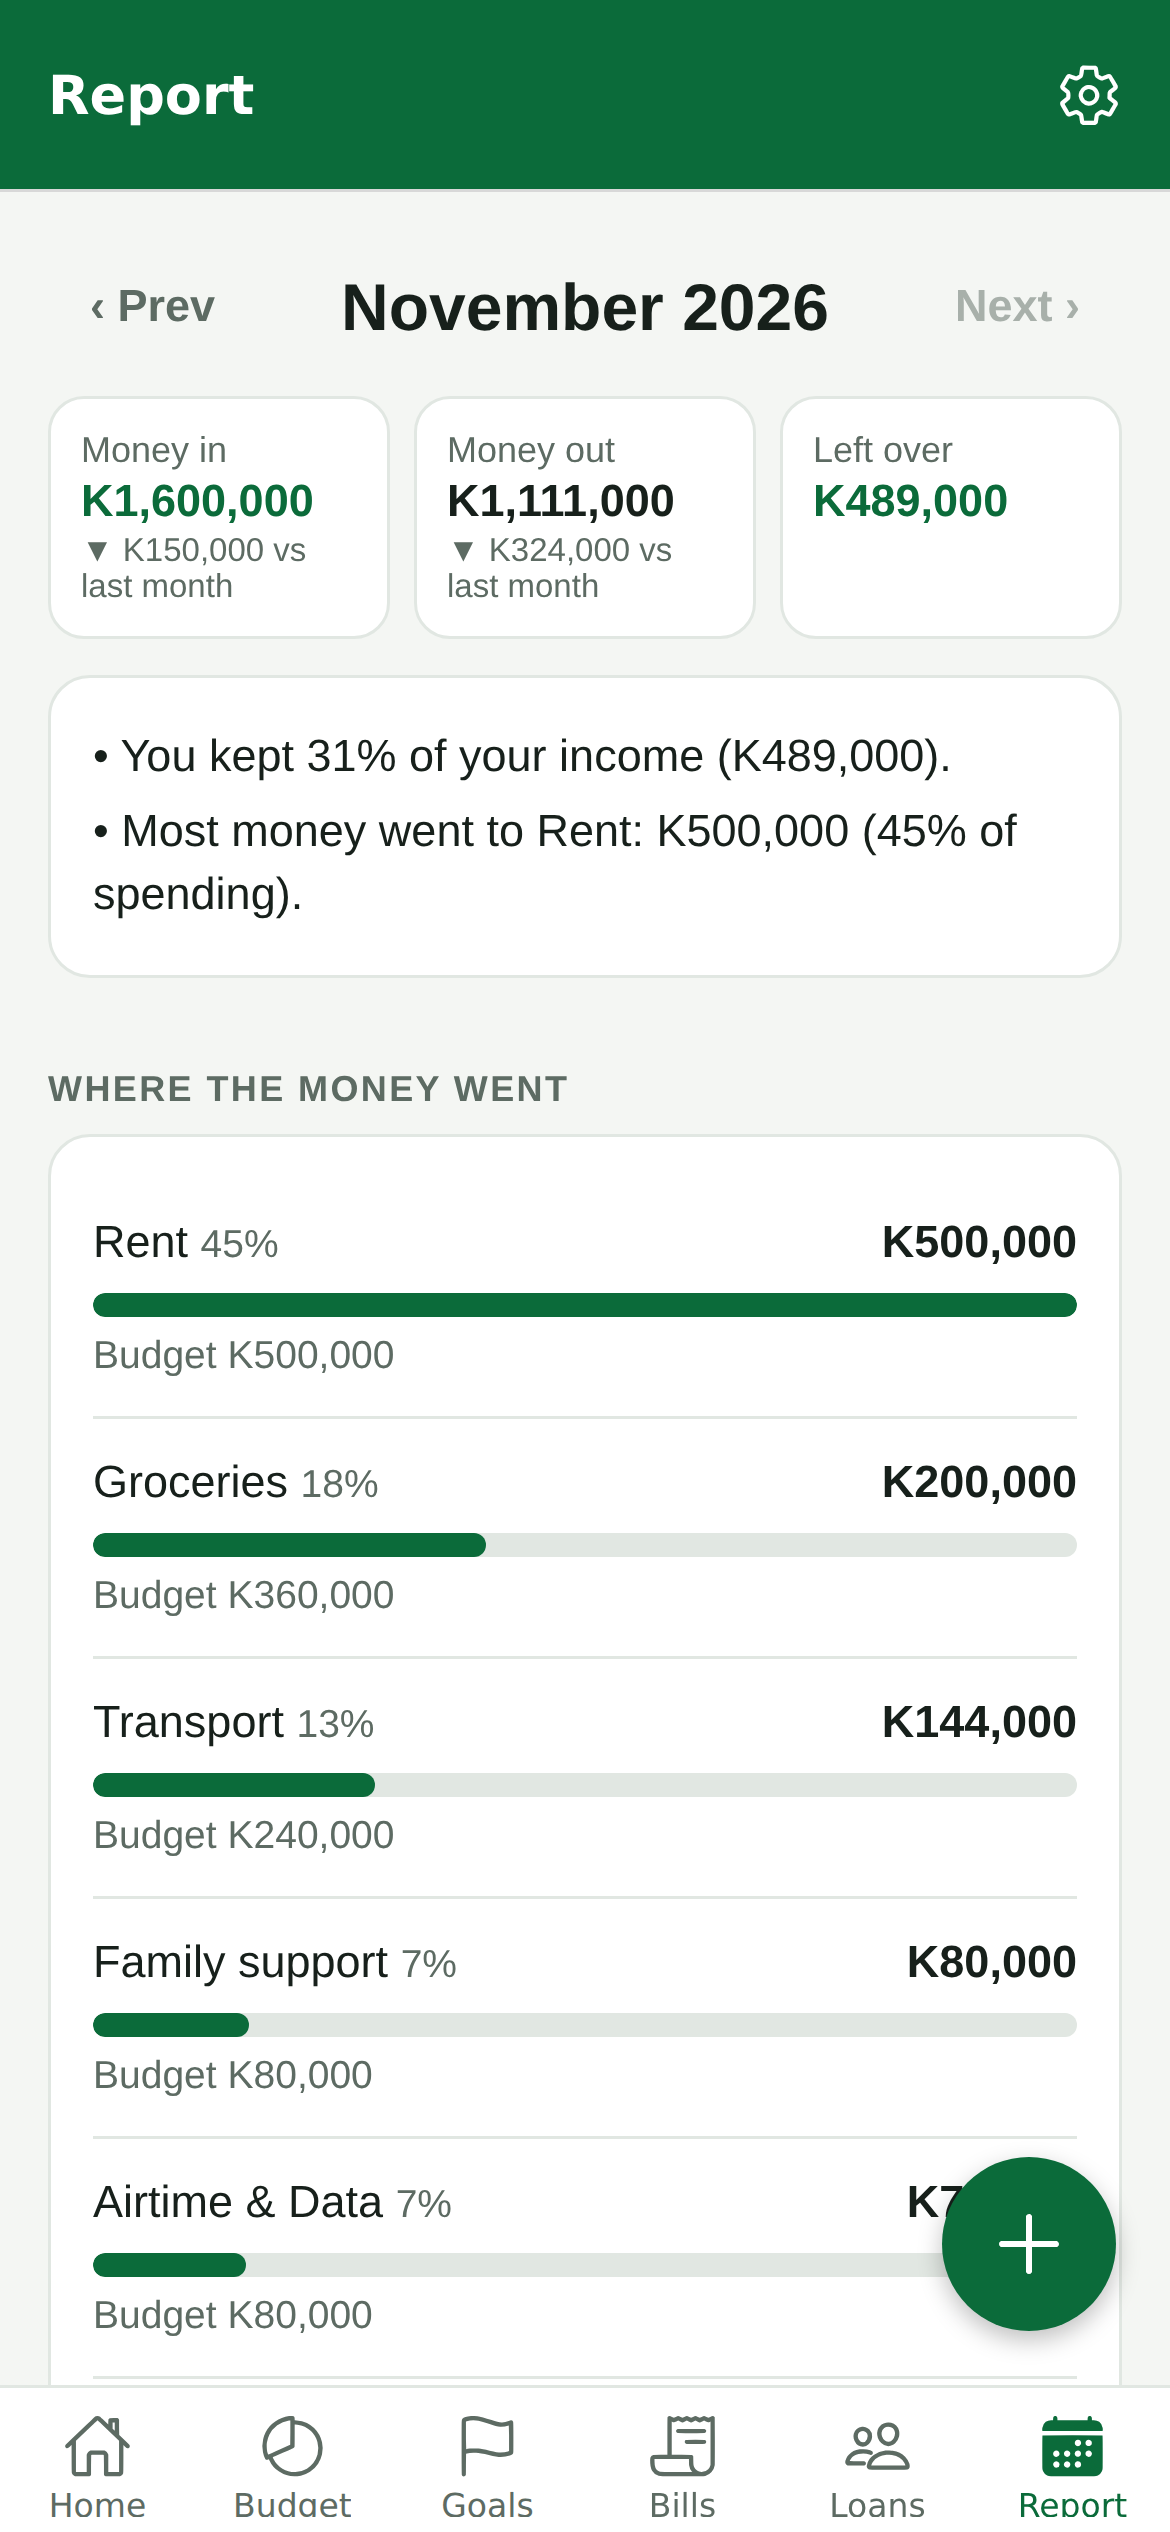 Report
‹ Prev
November 2026
Next ›
Money in
K1,600,000
▼ K150,000 vs
last month
Money out
K1,111,000
▼ K324,000 vs
last month
Left over
K489,000
• You kept 31% of your income (K489,000).
• Most money went to Rent: K500,000 (45% of
spending).
WHERE THE MONEY WENT
Rent 45%
K500,000
Budget K500,000
Groceries 18%
K200,000
Budget K360,000
Transport 13%
K144,000
Budget K240,000
Family support 7%
K80,000
Budget K80,000
Airtime & Data 7%
Budget K80,000
Home
Budget
Goals
Bills
Loans
Report